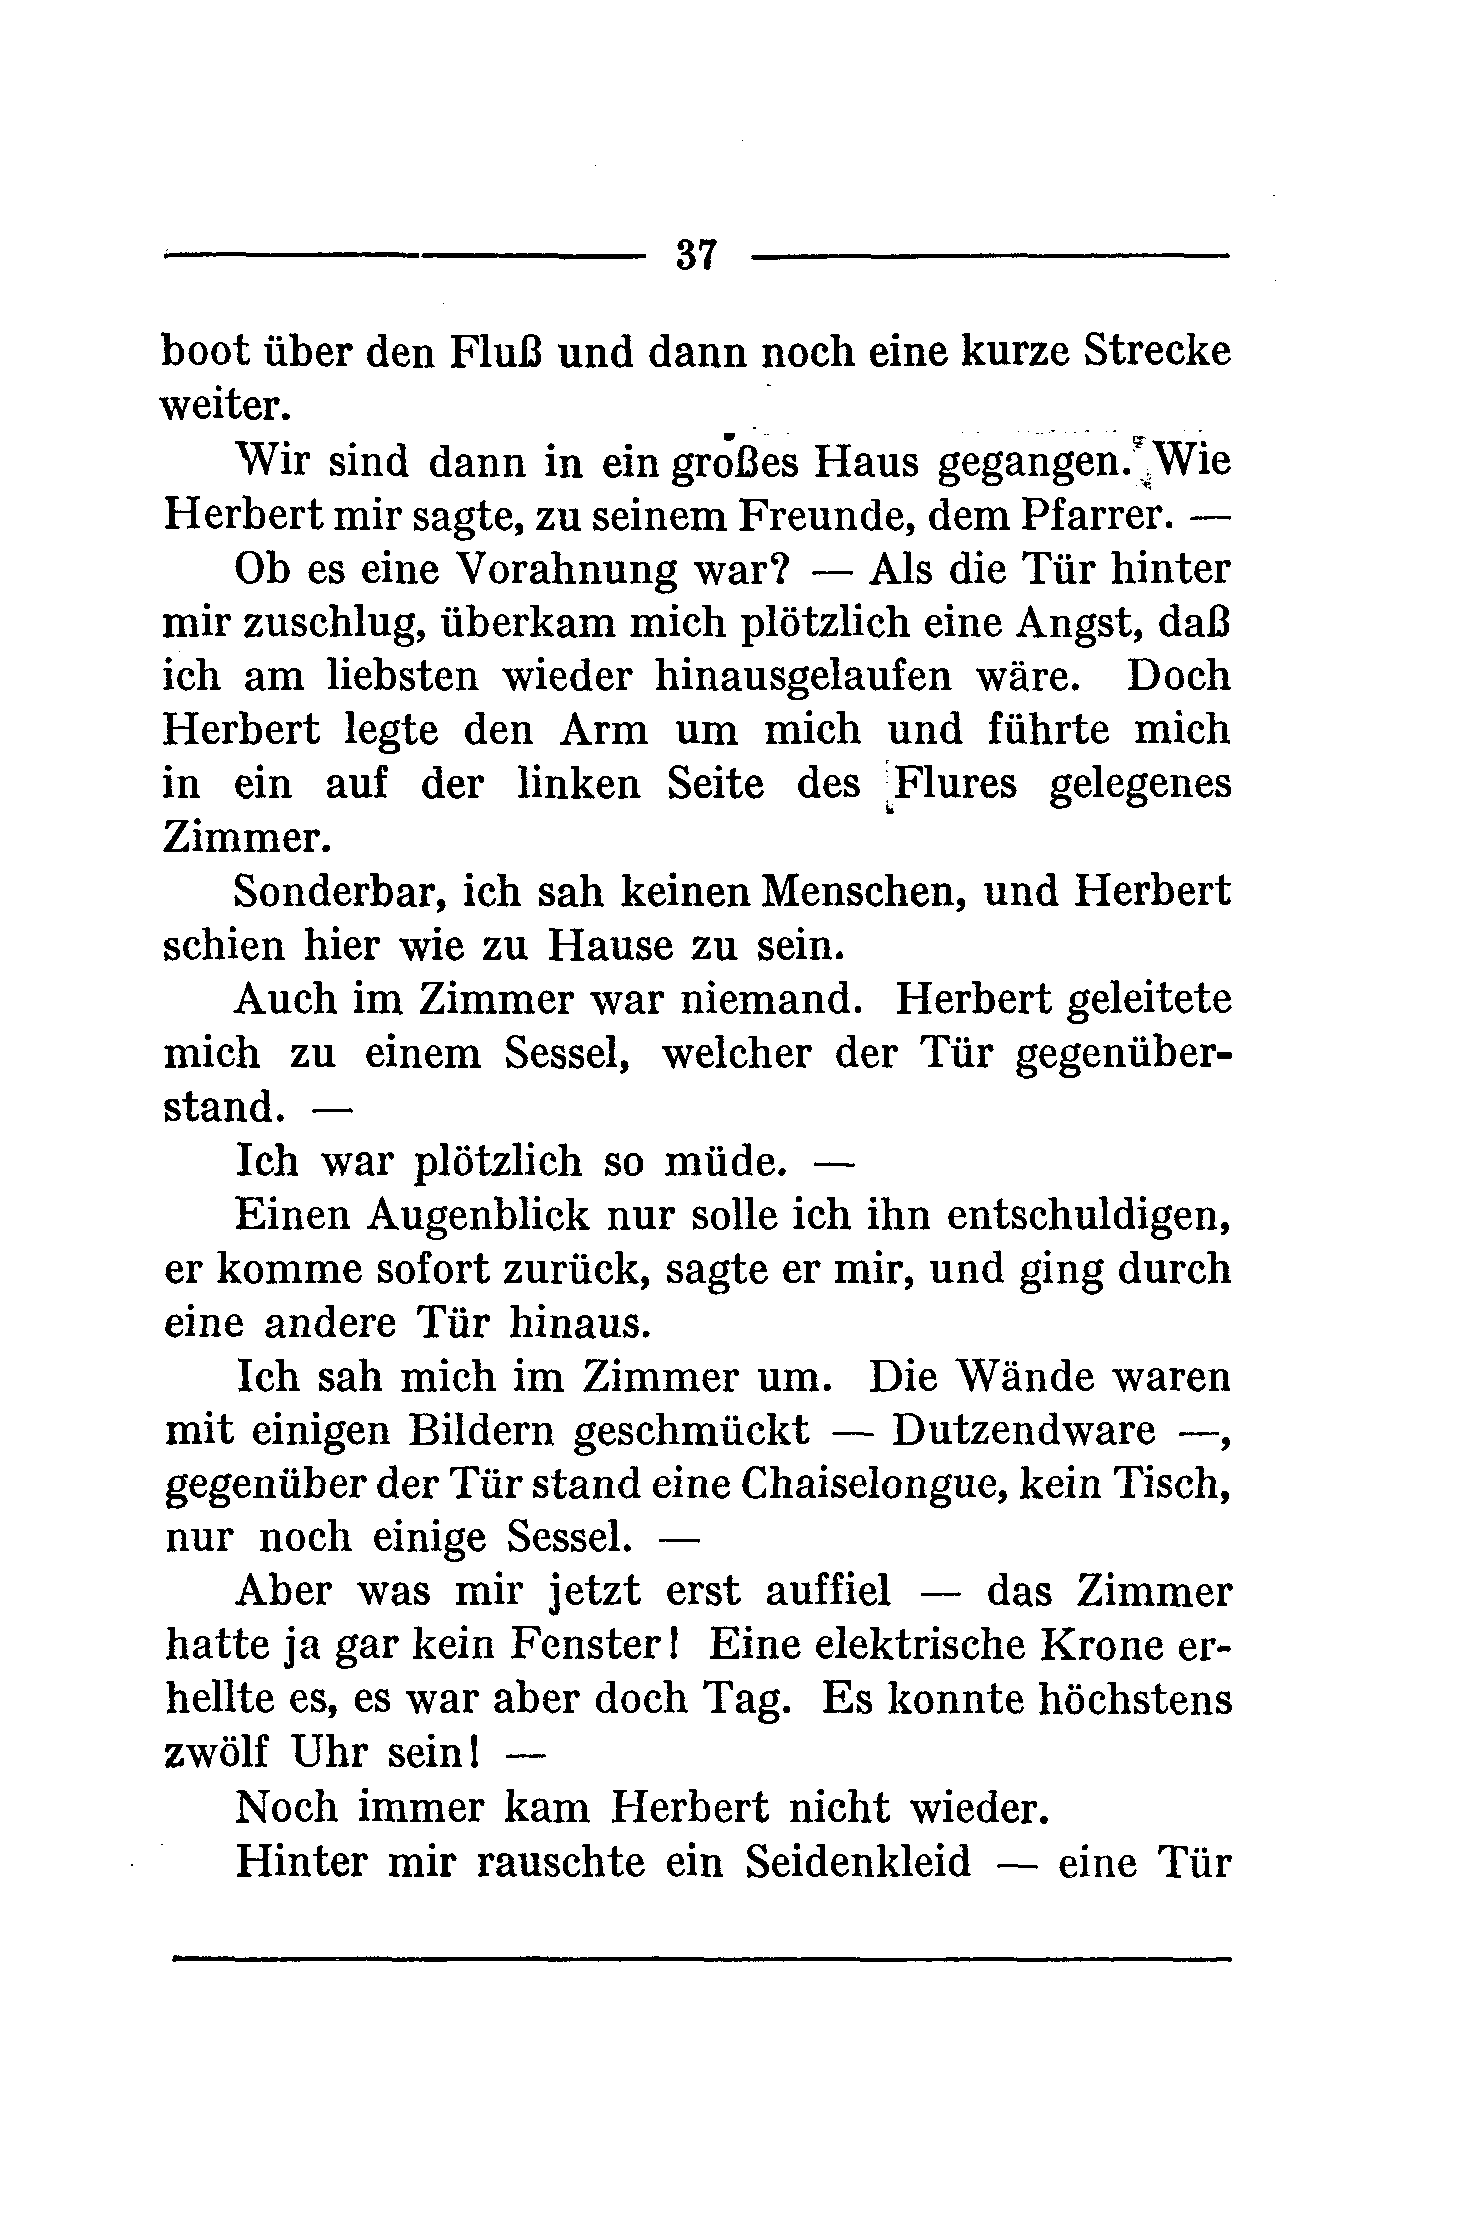 37
boot über den Fluß und dann noch eine kurze Strecke
weiter.
Wir sind dann in ein großes Haus gegangen. Wie
Herbert mir sagte, zu seinem Freunde, dem Pfarrer. —
Ob es eine Vorahnung war? — Als die Tür hinter
mir zuschlug, überkam mich plötzlich eine Angst, daß
ich am liebsten wieder hinausgelaufen wäre. Doch
Herbert legte den Arm um mich und führte mich
in ein auf der linken Seite des Flures gelegenes
Zimmer.
Sonderbar, ich sah keinen Menschen, und Herbert
schien hier wie zu Hause zu sein.
Auch im Zimmer war niemand. Herbert geleitete
mich zu einem Sessel, welcher der Tür gegenüber-
stand. —
Ich war plötzlich so müde. —
Einen Augenblick nur solle ich ihn entschuldigen,
er komme sofort zurück, sagte er mir, und ging durch
eine andere Tür hinaus.
Ich sah mich im Zimmer um. Die Wände waren
mit einigen Bildern geschmückt — Dutzendware —,
gegenüber der Tür stand eine Chaiselongue, kein Tisch,
nur noch einige Sessel. —
Aber was mir jetzt erst auffiel — das Zimmer
hatte ja gar kein Fenster! Eine elektrische Krone er-
hellte es, es war aber doch Tag. Es konnte höchstens
zwölf Uhr sein! —
Noch immer kam Herbert nicht wieder.
Hinter mir rauschte ein Seidenkleid — eine Tür